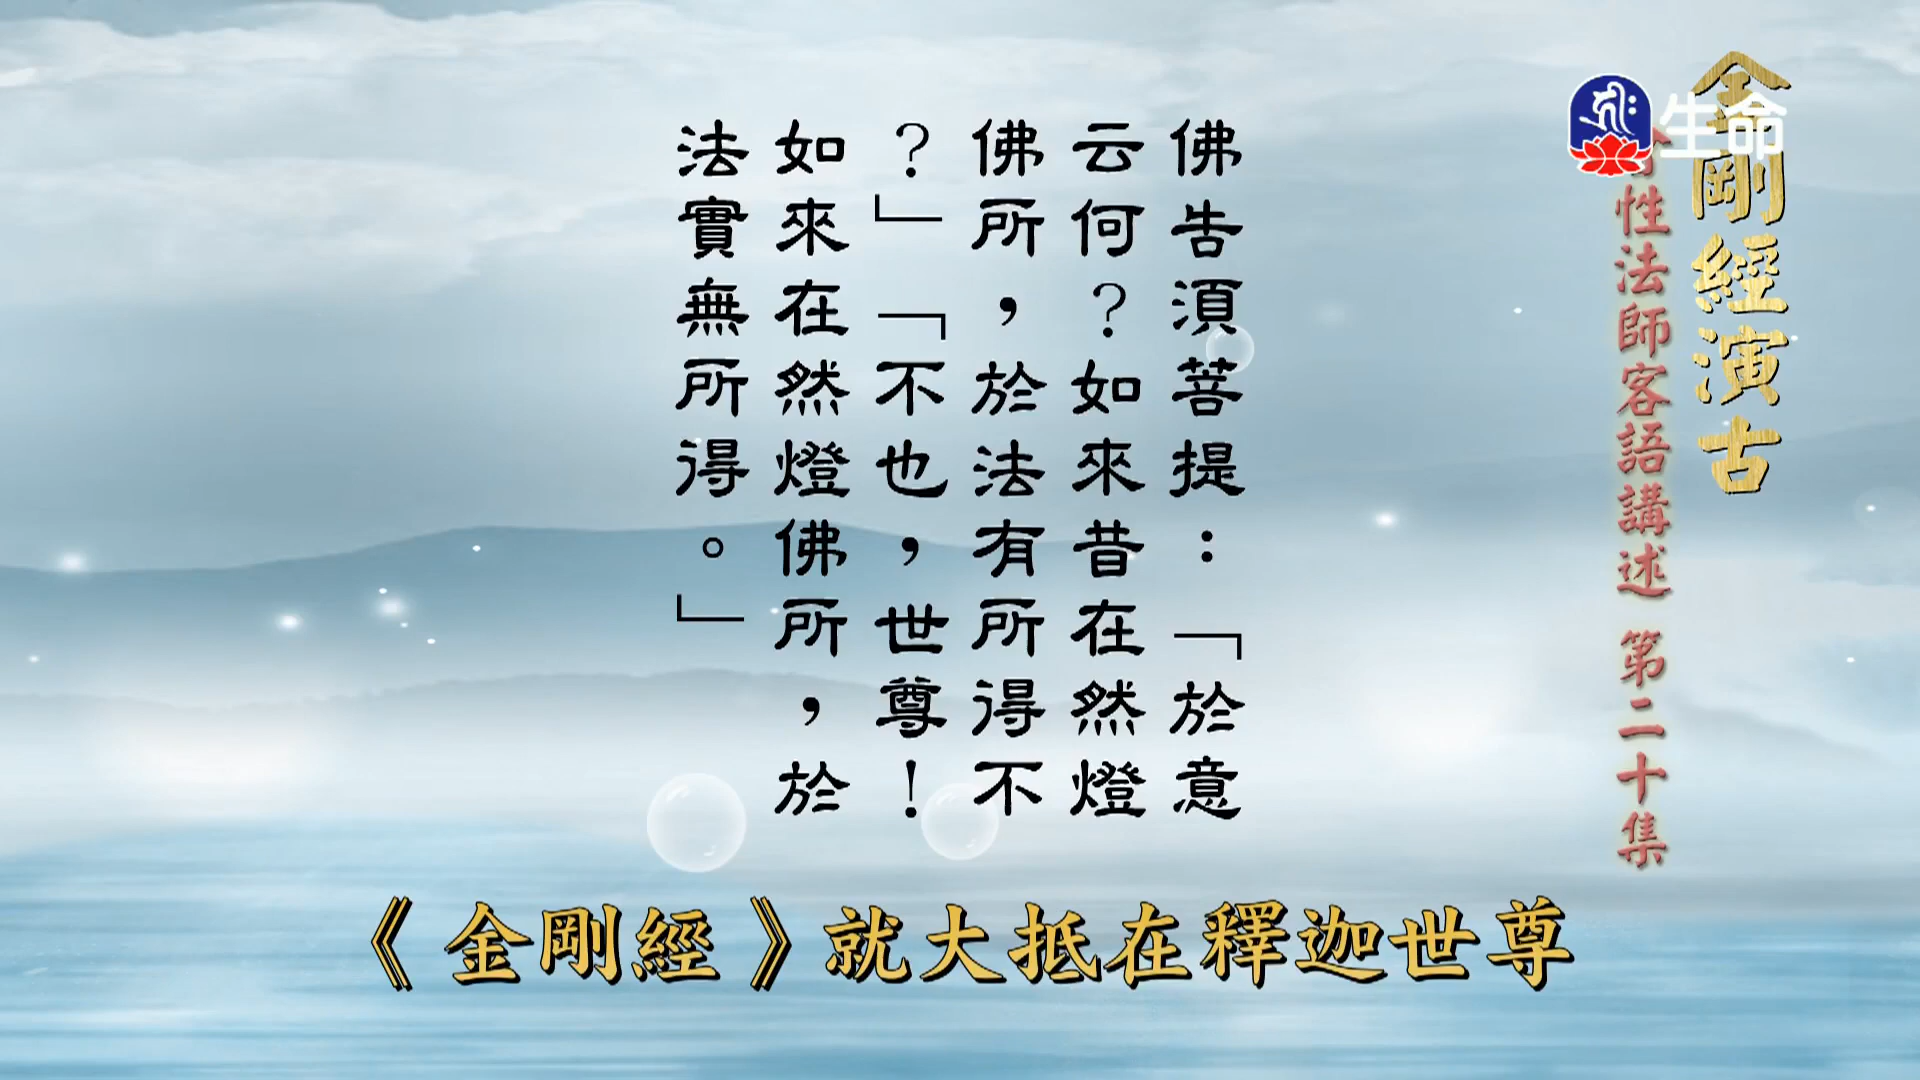 金剛經演古
性法師客語講述 第二十集
生命
佛告須菩提：「於意
云何？如來昔在然燈
佛所，於法有所得不
？」「不也，世尊！
如來在然燈佛所，於
法實無所得。」
《金剛經》就大抵在釋迦世尊